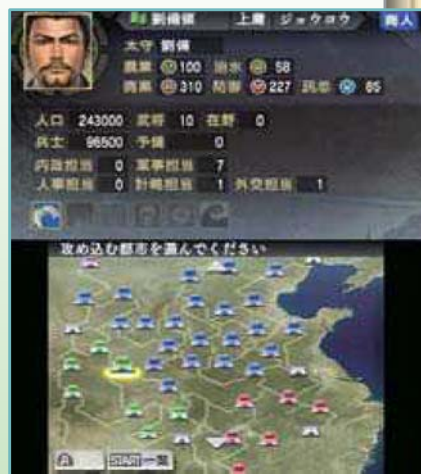 劉備領 上庸 ジョウヨウ 商人
太守 劉備
農業 100 治水 58
商業 310 防御 227 民忠 85
人口 243000 武将 10 在野 0
兵士 96500 予備 0
内政担当 0 軍事担当 7
人事担当 0 計略担当 1 外交担当 1
攻め込む都市を選んでください
START 一覧